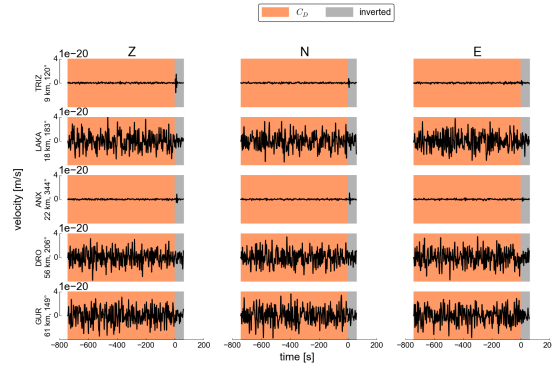 C_D inverted
Z N E
1e−20
4
0
TRIZ
9 km, 120°
1e−20
4
0
LAKA
18 km, 183°
1e−20
4
0
ANX
22 km, 344°
1e−20
4
0
DRO
56 km, 206°
1e−20
4
0
GUR
61 km, 149°
velocity [m/s]
−800 −600 −400 −200 0 200 −800 −600 −400 −200 0 200 −800 −600 −400 −200 0 200
time [s]